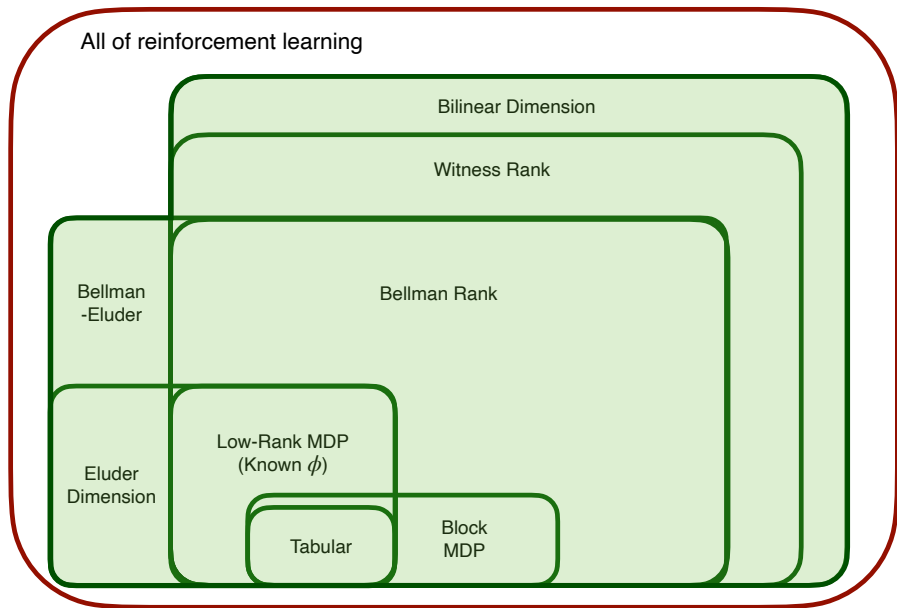 All of reinforcement learning
Bilinear Dimension
Witness Rank
Bellman
-Eluder
Bellman Rank
Low-Rank MDP
(Known ϕ)
Eluder
Dimension
Tabular
Block
MDP